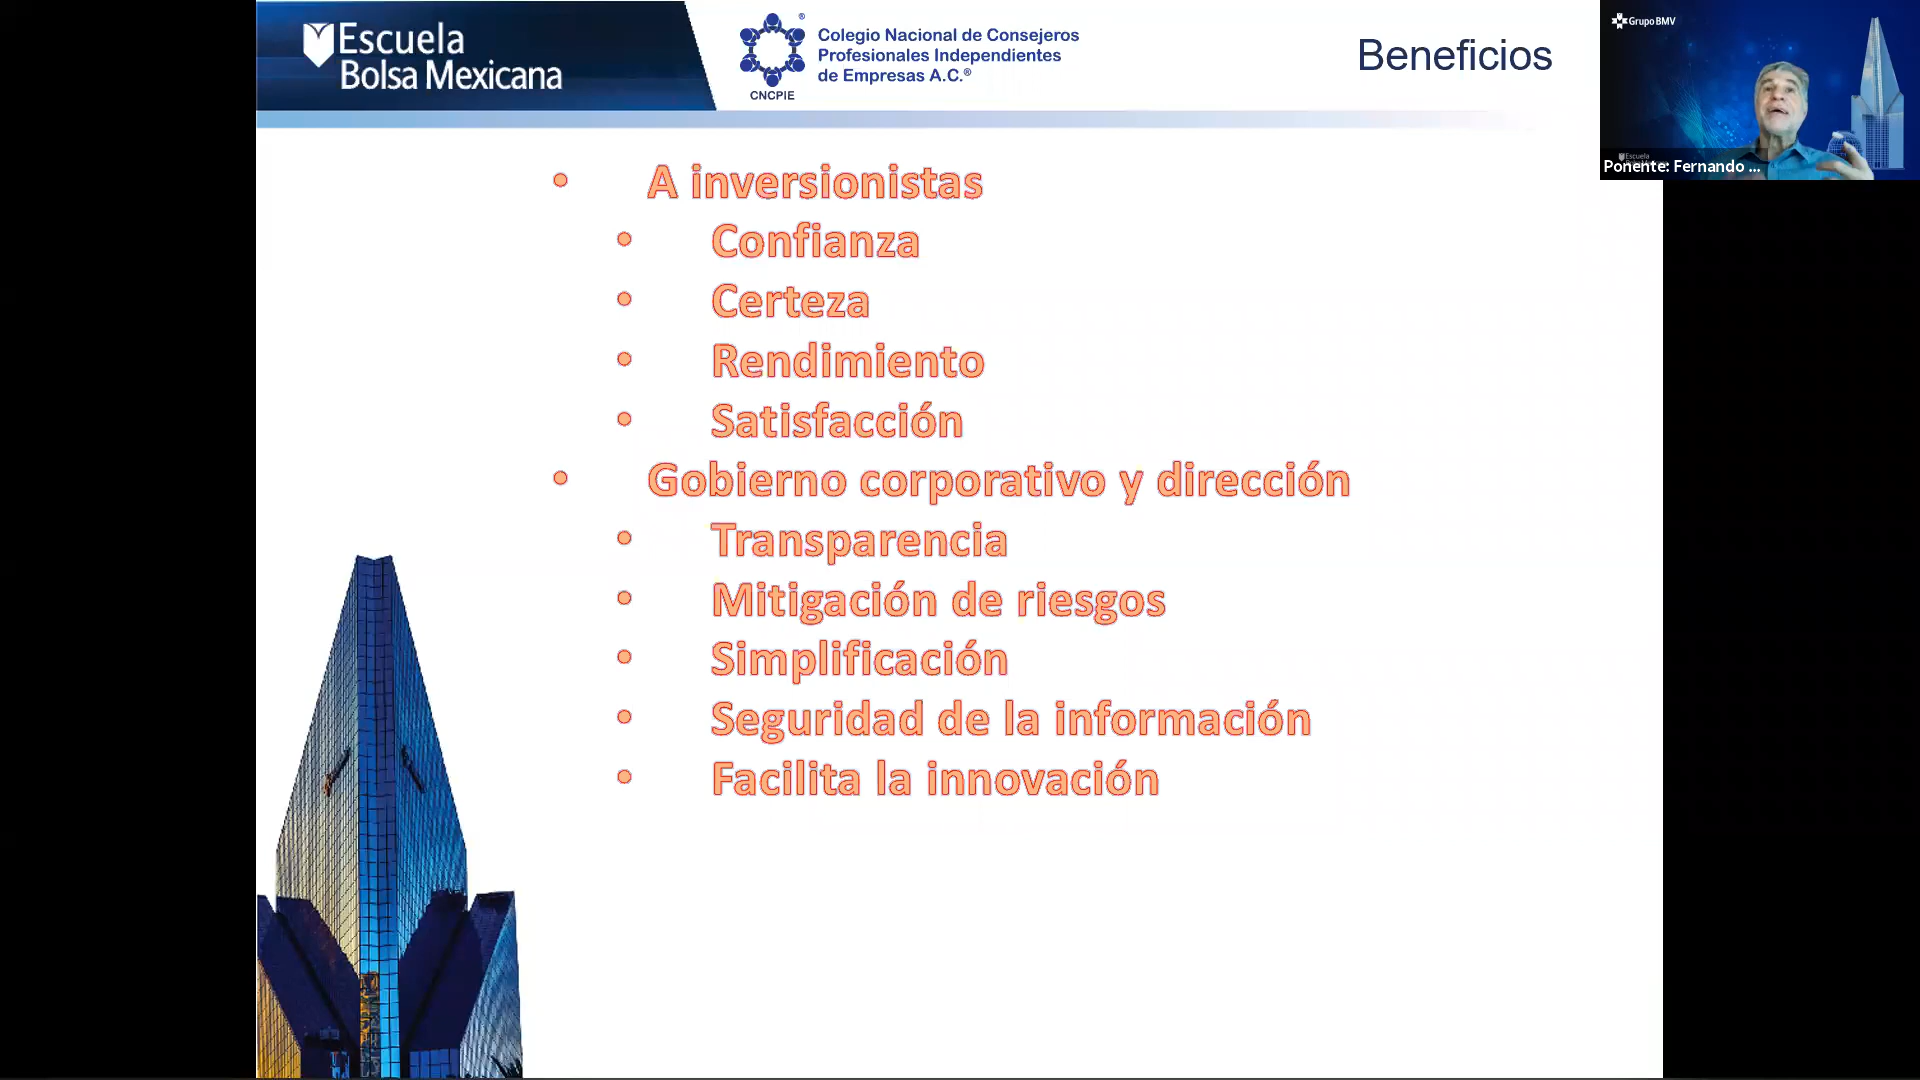 Escuela
Bolsa Mexicana
Colegio Nacional de Consejeros
Profesionales Independientes
de Empresas A.C.®
CNCPIE
®
Beneficios
Grupo BMV
Escuela
Ponente: Fernando ...
• A inversionistas
• Confianza
• Certeza
• Rendimiento
• Satisfacción
• Gobierno corporativo y dirección
• Transparencia
• Mitigación de riesgos
• Simplificación
• Seguridad de la información
• Facilita la innovación